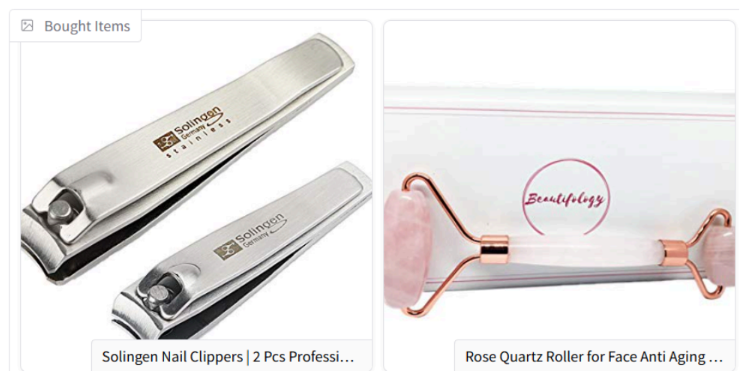 Bought Items
Solingen
Germany
stainless
Solingen
Germany
Beautifology
Solingen Nail Clippers | 2 Pcs Professi…
Rose Quartz Roller for Face Anti Aging …